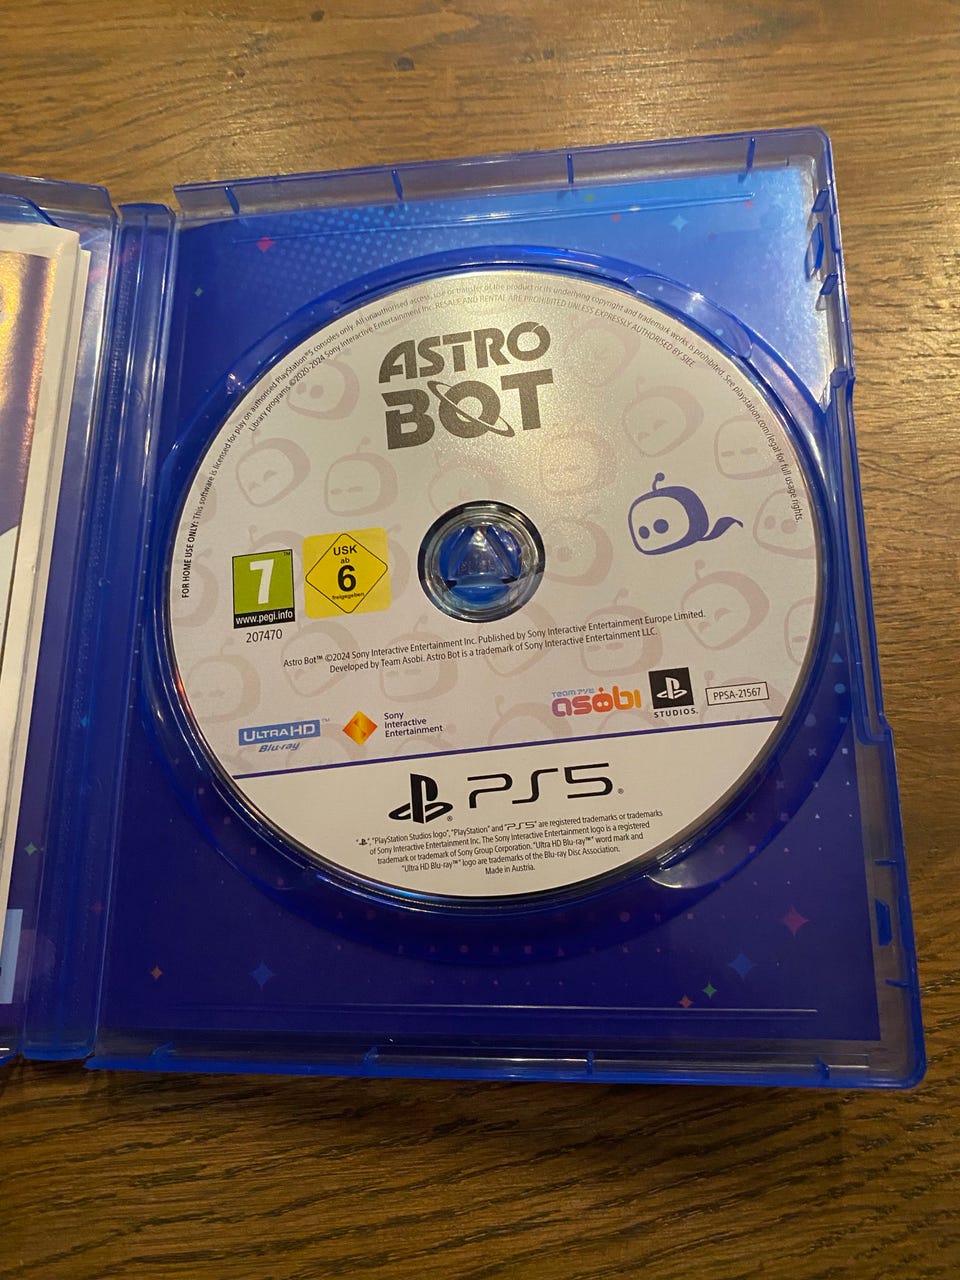 FOR HOME USE ONLY: This software is licensed for play on authorised PlayStation®5 consoles only. All unauthorised access, use or transfer of the product or its underlying copyright and trademark works is prohibited. See playstation.com/legal for full usage rights.
Library programs ©2020-2024 Sony Interactive Entertainment Inc. RESALE AND RENTAL ARE PROHIBITED UNLESS EXPRESSLY AUTHORISED BY SIEE
ASTRO
BOT
7™
www.pegi.info
207470
USK
ab
6
freigegeben
Astro Bot™ ©2024 Sony Interactive Entertainment Inc. Published by Sony Interactive Entertainment Europe Limited.
Developed by Team Asobi. Astro Bot is a trademark of Sony Interactive Entertainment LLC.
ULTRA HD™
Blu-ray
Sony
Interactive
Entertainment
TEAM アソビ
asobi
STUDIOS.
PPSA-21567
PS5®
"PlayStation Studios logo", "PlayStation" and "PS5" are registered trademarks or trademarks
of Sony Interactive Entertainment Inc. The Sony Interactive Entertainment logo is a registered
trademark or trademark of Sony Group Corporation. "Ultra HD Blu-ray™" word mark and
"Ultra HD Blu-ray™" logo are trademarks of the Blu-ray Disc Association.
Made in Austria.